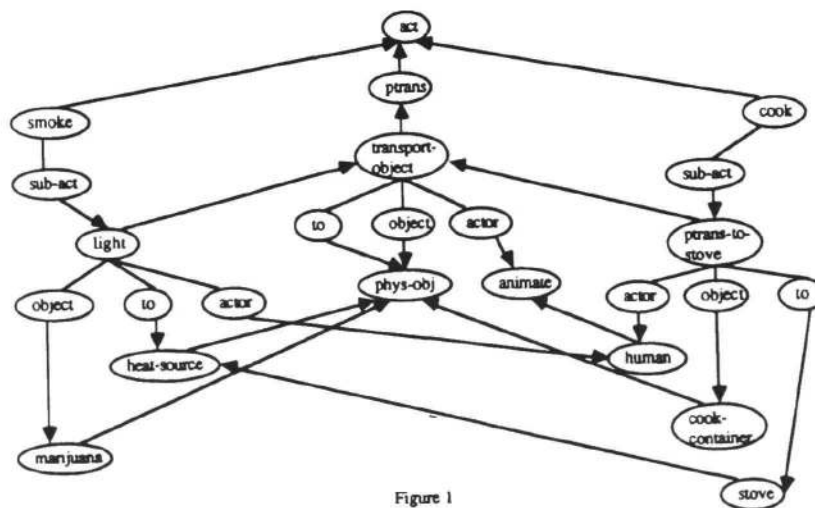 act
ptrans
smoke
cook
transport-
object
sub-act
sub-act
to
object
actor
light
ptrans-to-
stove
phys-obj
animate
object
to
actor
actor
object
to
heat-source
human
cook-
container
marijuana
stove
Figure 1